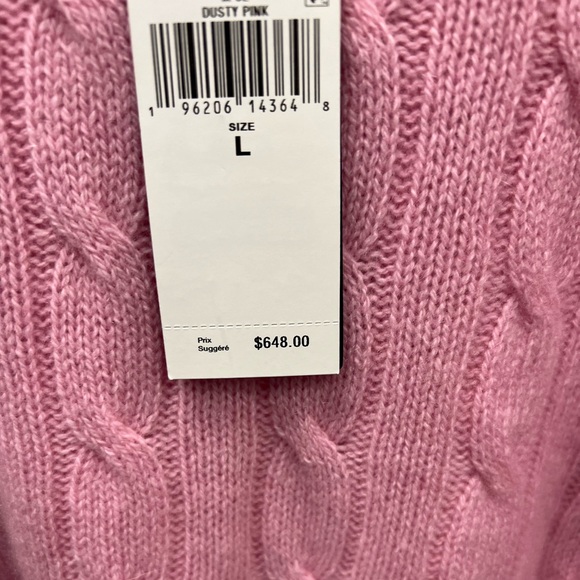 DUSTY PINK
1 96206 14364 8
SIZE
L
Prix
Suggéré $648.00